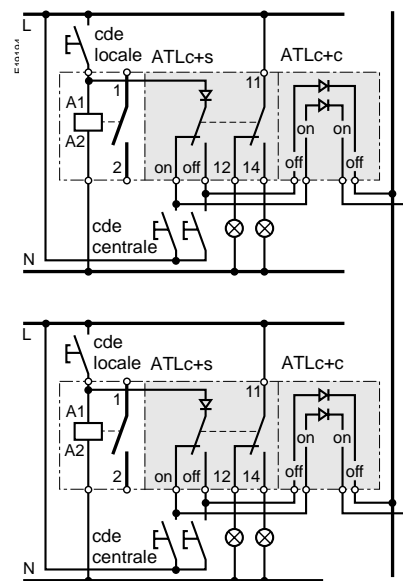 L
cde
locale
ATLc+s
ATLc+c
A1
A2
1
2
11
on
off
12
14
off
on
on
off
cde
centrale
N
L
cde
locale
ATLc+s
ATLc+c
A1
A2
1
2
11
on
off
12
14
off
on
on
off
cde
centrale
N